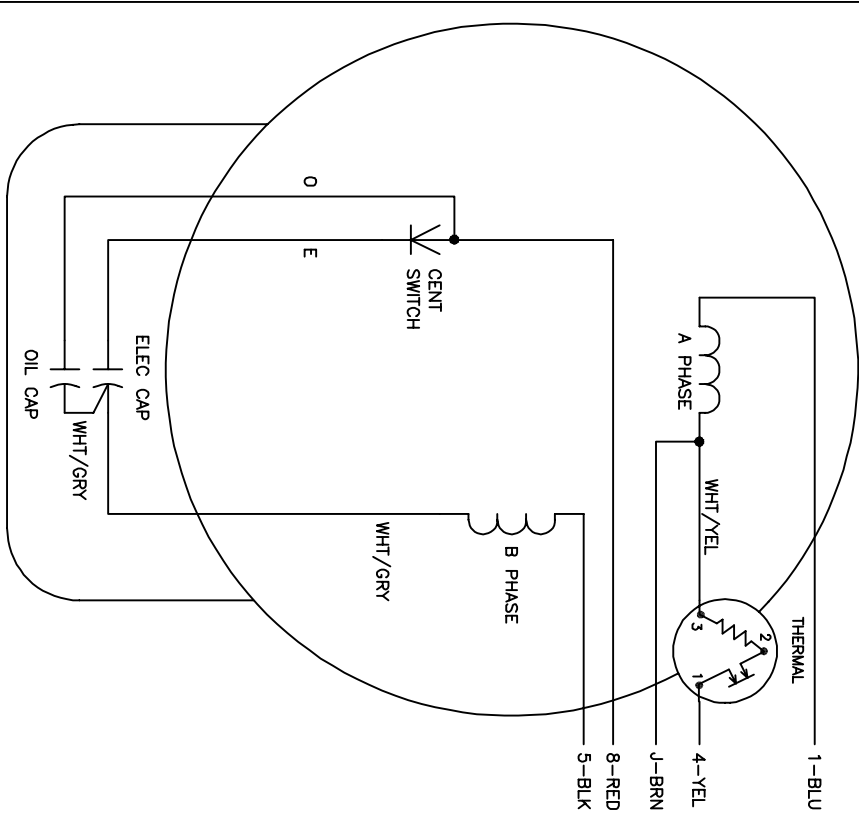 1-BLU
THERMAL
4-YEL
J-BRN
8-RED
5-BLK
A PHASE
WHT/YEL
2
3
1
CENT
SWITCH
B PHASE
O
E
WHT/GRY
ELEC CAP
WHT/GRY
OIL CAP